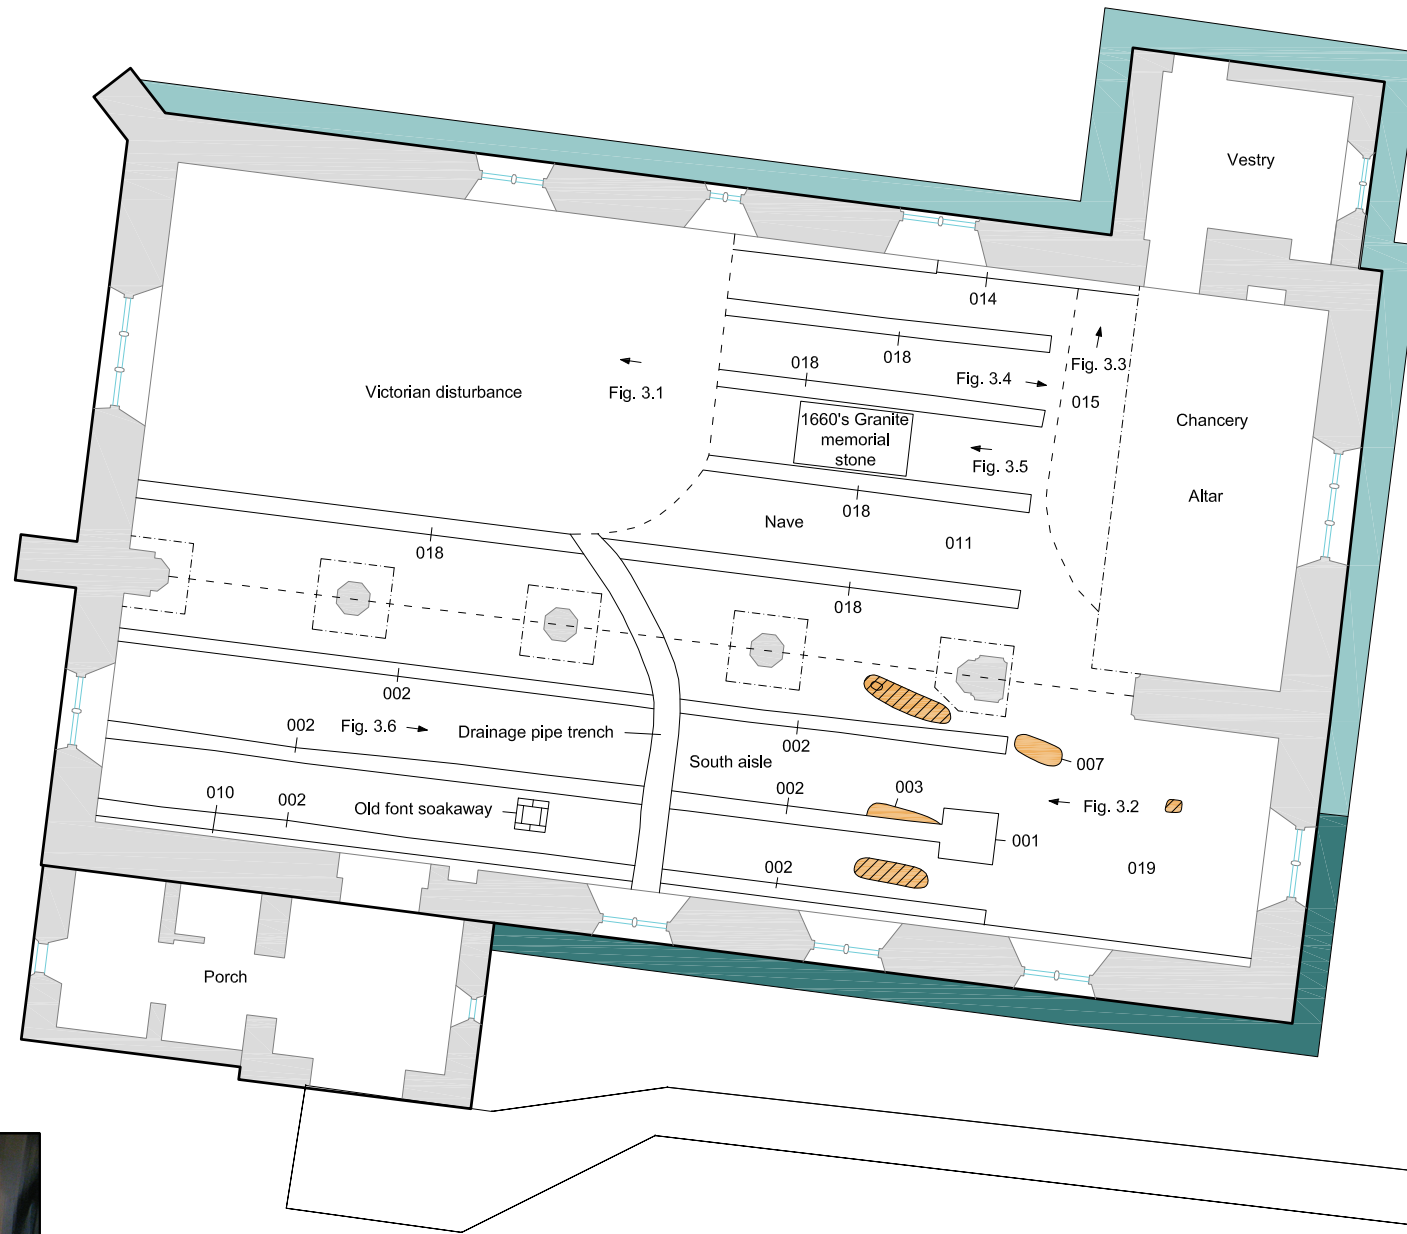 Vestry
014
018
018
Fig. 3.3
Fig. 3.4
Fig. 3.1
Victorian disturbance
015
1660's Granite
memorial
stone
Chancery
Fig. 3.5
Altar
018
Nave
011
018
018
002
002
Fig. 3.6
Drainage pipe trench
002
South aisle
007
002
003
Fig. 3.2
010
002
Old font soakaway
001
002
019
Porch